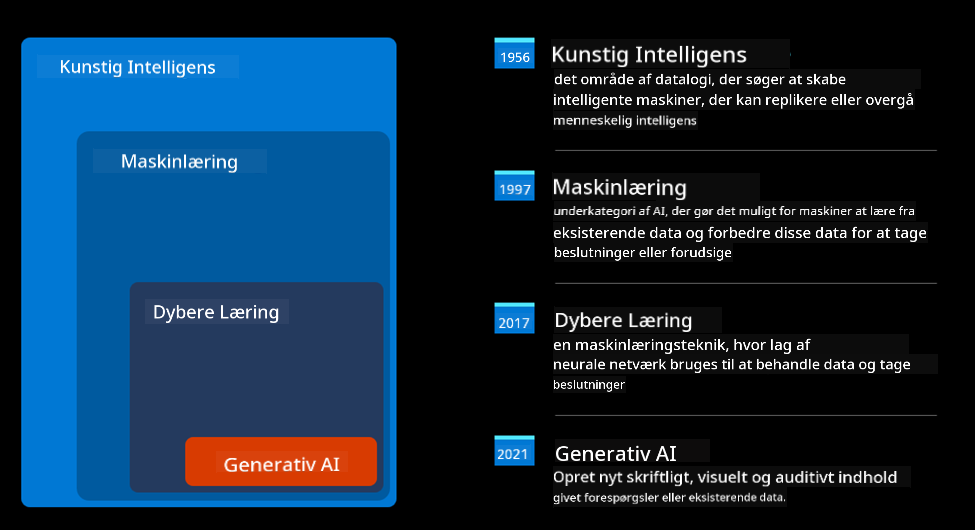 Kunstig Intelligens
Maskinlæring
Dybere Læring
Generativ AI
1956
Kunstig Intelligens
det område af datalogi, der søger at skabe
intelligente maskiner, der kan replikere eller overgå
menneskelig intelligens
1997
Maskinlæring
underkategori af AI, der gør det muligt for maskiner at lære fra
eksisterende data og forbedre disse data for at tage
beslutninger eller forudsige
2017
Dybere Læring
en maskinlæringsteknik, hvor lag af
neurale netværk bruges til at behandle data og tage
beslutninger
2021
Generativ AI
Opret nyt skriftligt, visuelt og auditivt indhold
givet forespørgsler eller eksisterende data.